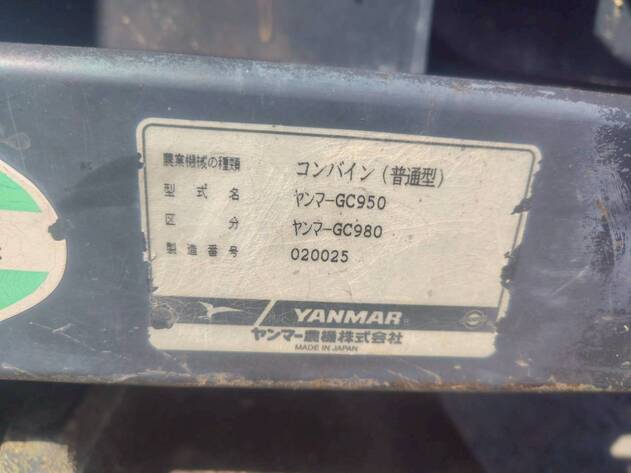 農業機械の種類 コンバイン(普通型)
型式名 ヤンマーGC950
区分 ヤンマーGC980
製造番号 020025
YANMAR
ヤンマー農機株式会社
MADE IN JAPAN